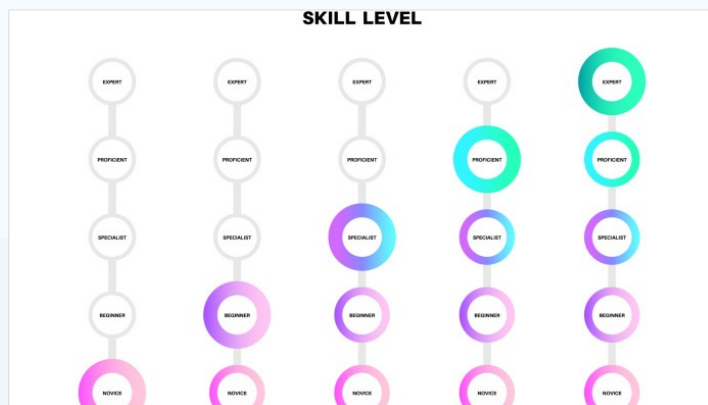 SKILL LEVEL
EXPERT EXPERT EXPERT EXPERT EXPERT
PROFICIENT PROFICIENT PROFICIENT PROFICIENT PROFICIENT
SPECIALIST SPECIALIST SPECIALIST SPECIALIST SPECIALIST
BEGINNER BEGINNER BEGINNER BEGINNER BEGINNER
NOVICE NOVICE NOVICE NOVICE NOVICE